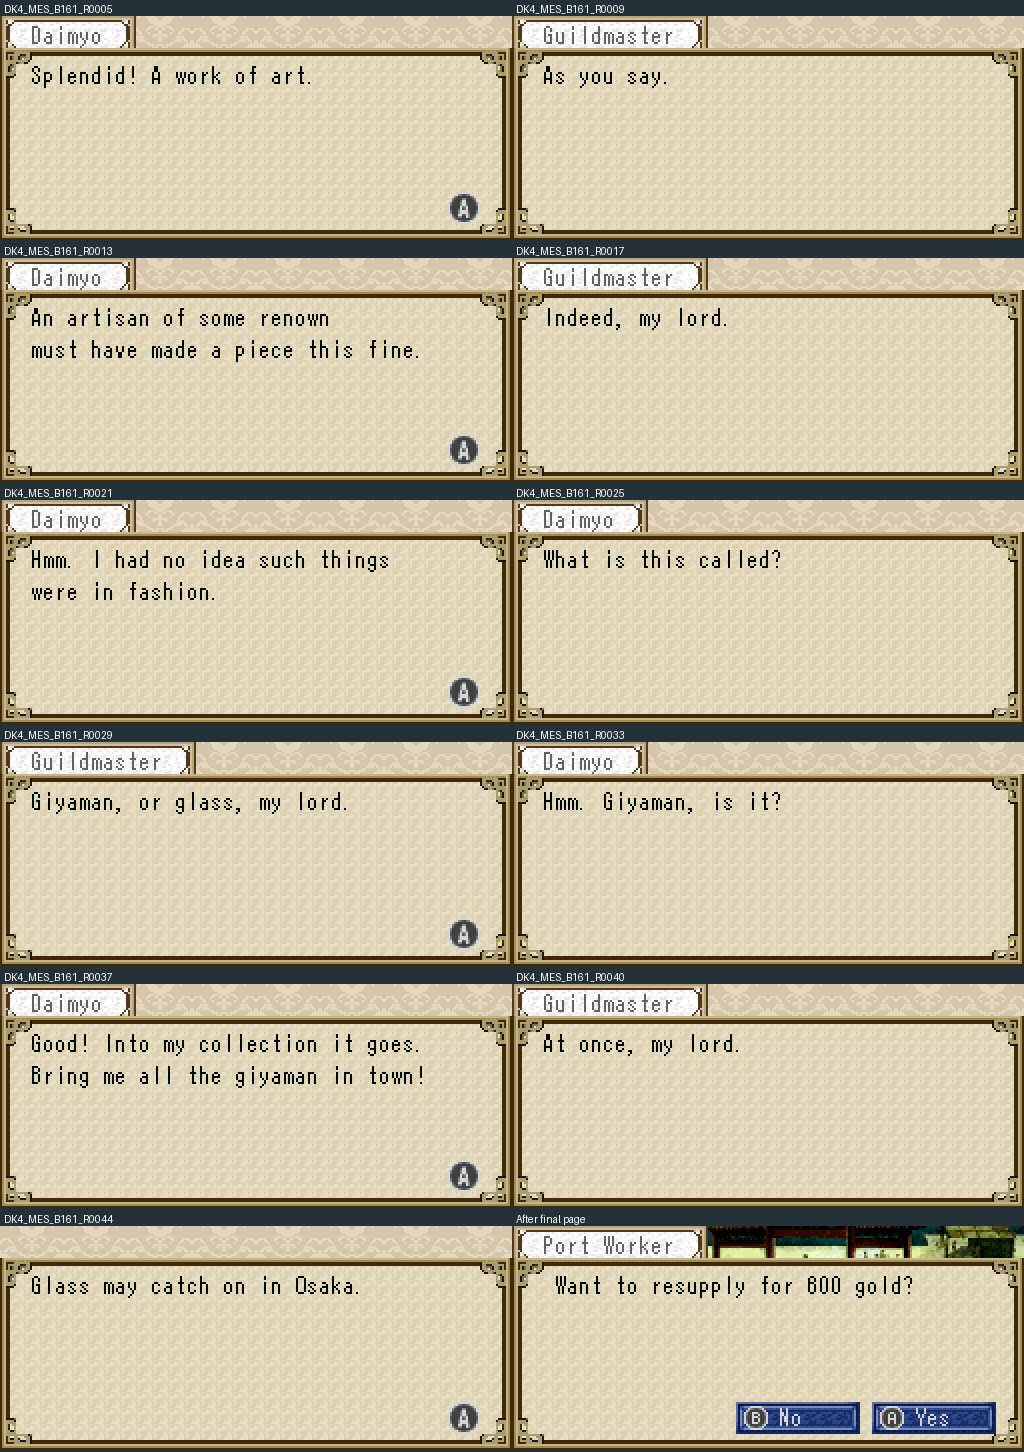 DK4_MES_B161_R0005
Daimyo
Splendid! A work of art.
A
DK4_MES_B161_R0009
Guildmaster
As you say.
DK4_MES_B161_R0013
Daimyo
An artisan of some renown
must have made a piece this fine.
A
DK4_MES_B161_R0017
Guildmaster
Indeed, my lord.
DK4_MES_B161_R0021
Daimyo
Hmm. I had no idea such things
were in fashion.
A
DK4_MES_B161_R0025
Daimyo
What is this called?
DK4_MES_B161_R0029
Guildmaster
Giyaman, or glass, my lord.
A
DK4_MES_B161_R0033
Daimyo
Hmm. Giyaman, is it?
DK4_MES_B161_R0037
Daimyo
Good! Into my collection it goes.
Bring me all the giyaman in town!
A
DK4_MES_B161_R0040
Guildmaster
At once, my lord.
DK4_MES_B161_R0044
Glass may catch on in Osaka.
A
After final page
Port Worker
Want to resupply for 600 gold?
B No
A Yes